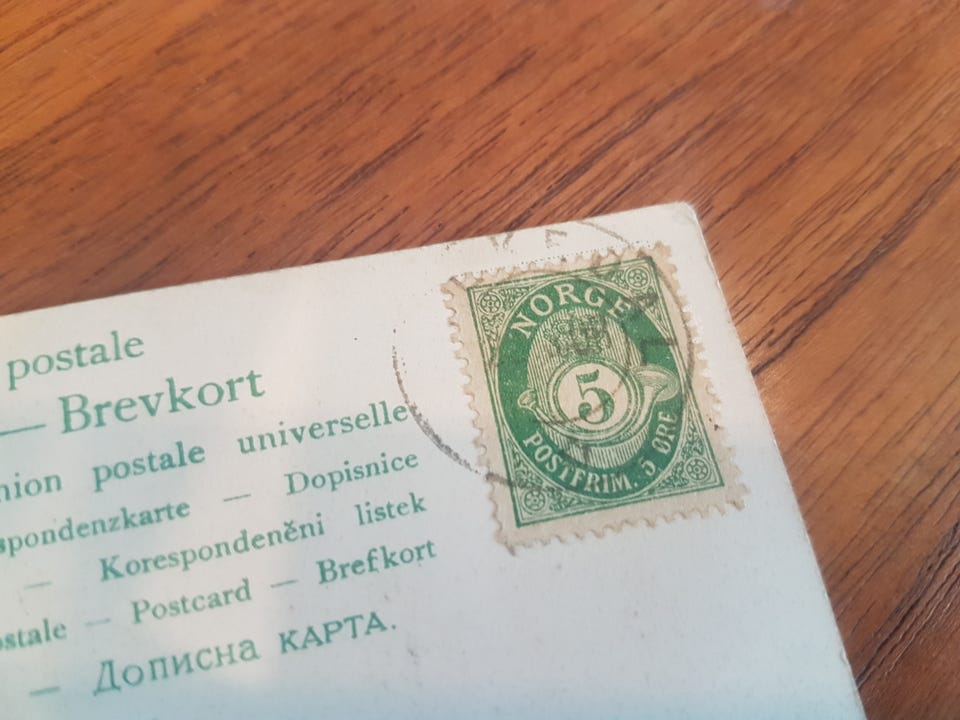 postale
— Brevkort
nion postale universelle
spondenzkarte — Dopisnice
— Korespondenčni listek
ostale — Postcard — Brefkort
— Дописна КАРТА.
NORGE
5
POSTFRIM. 5 ØRE